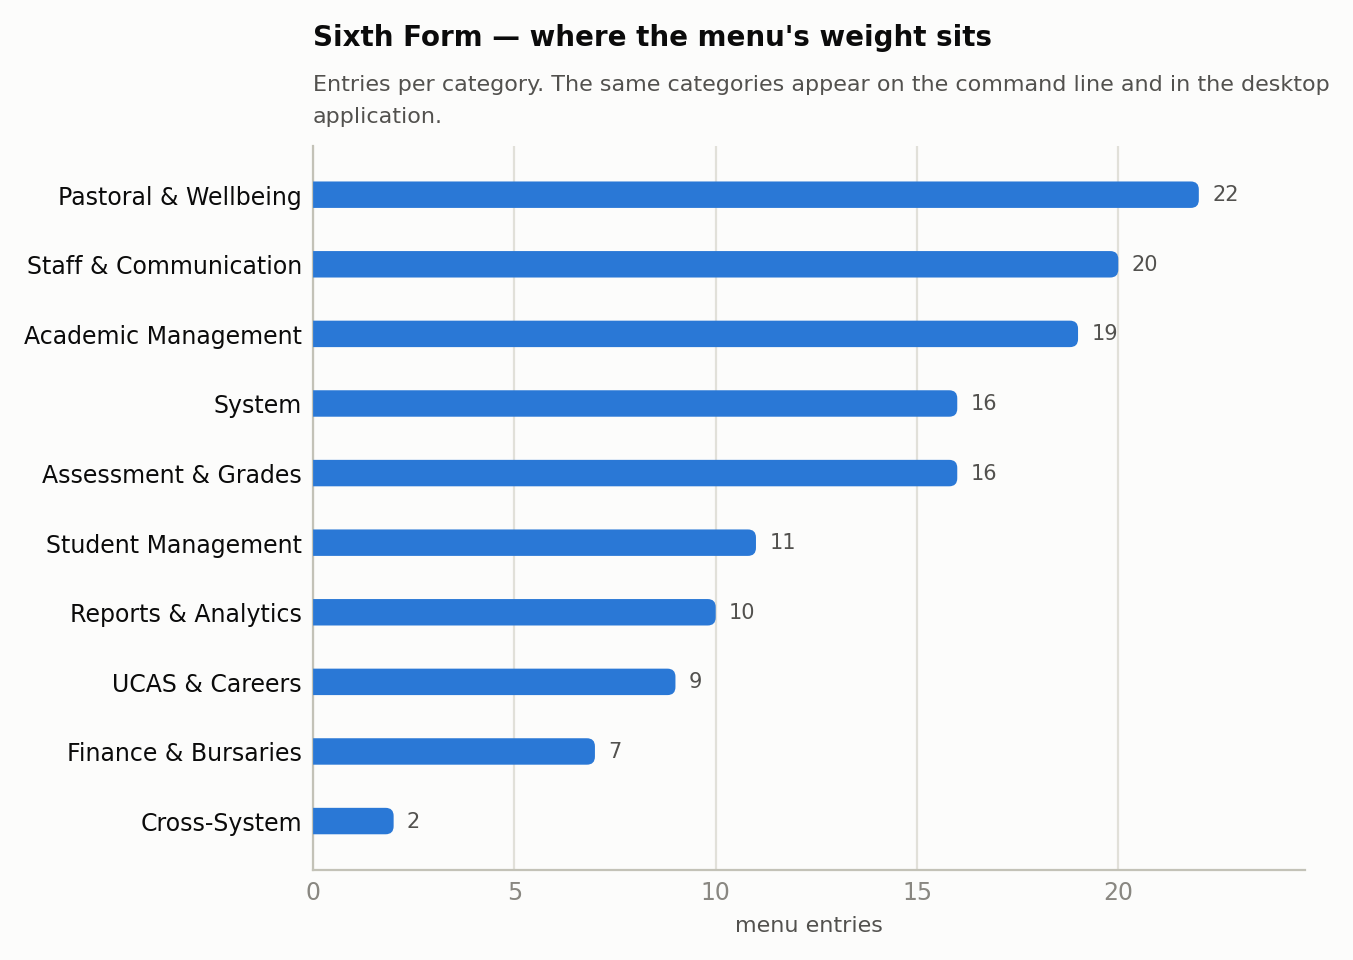 Sixth Form — where the menu's weight sits
Entries per category. The same categories appear on the command line and in the desktop
application.
Pastoral & Wellbeing 22
Staff & Communication 20
Academic Management 19
System 16
Assessment & Grades 16
Student Management 11
Reports & Analytics 10
UCAS & Careers 9
Finance & Bursaries 7
Cross-System 2
0 5 10 15 20
menu entries